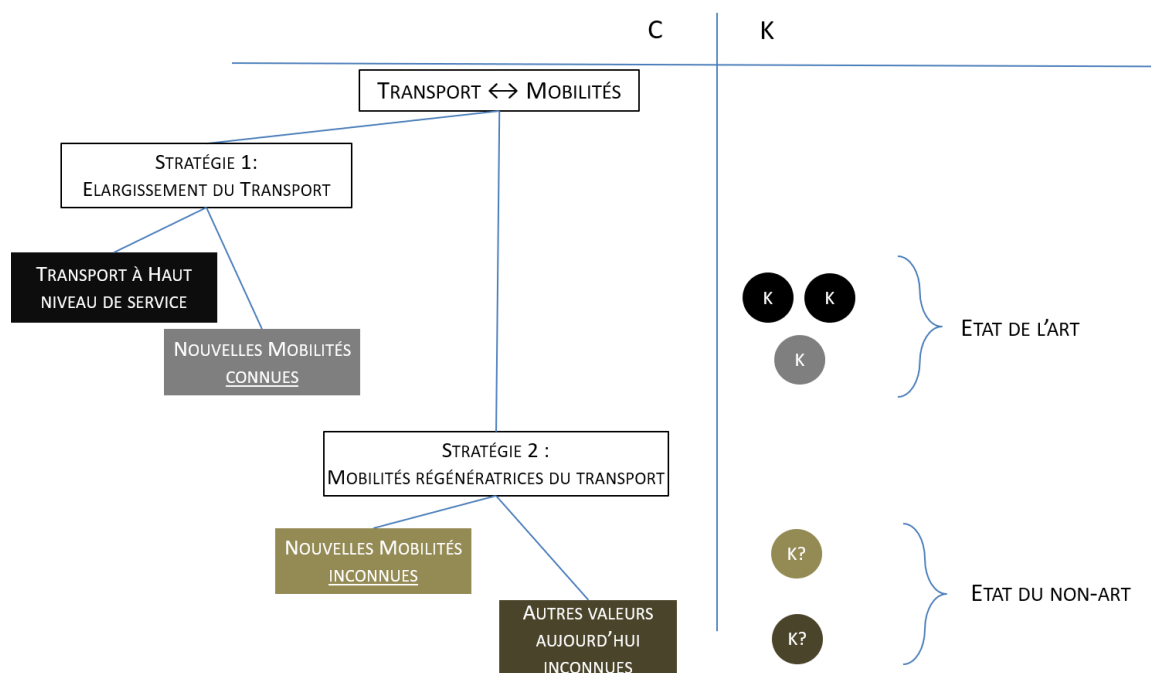 C
K
Transport ↔ Mobilités
Stratégie 1:
Elargissement du Transport
Transport à Haut
niveau de service
Nouvelles Mobilités
connues
K
K
K
Etat de l'art
Stratégie 2 :
Mobilités régénératrices du transport
Nouvelles Mobilités
inconnues
Autres valeurs
aujourd'hui
inconnues
K?
K?
Etat du non-art